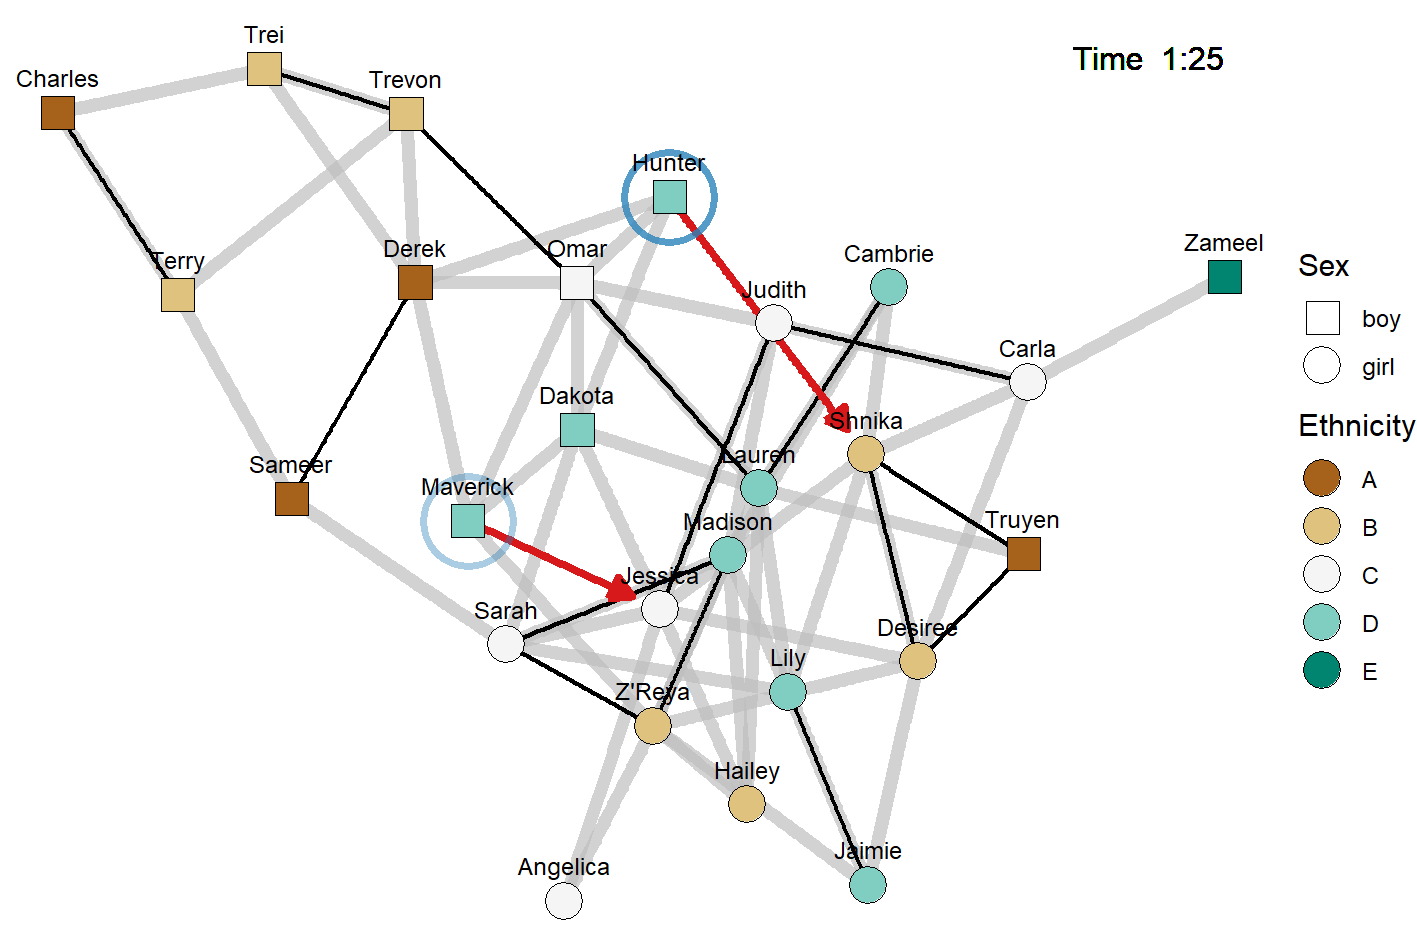 Trei
Time 1:25
Charles
Trevon
Hunter
Zameel
Terry
Derek
Omar
Cambrie
Sex
Judith
boy
Carla
girl
Dakota
Shnika
Ethnicity
Sameer
Lauren
A
Maverick
Madison
Truyen
B
Jessica
C
Sarah
Desiree
D
Z'Reya
Lily
E
Hailey
Angelica
Jaimie